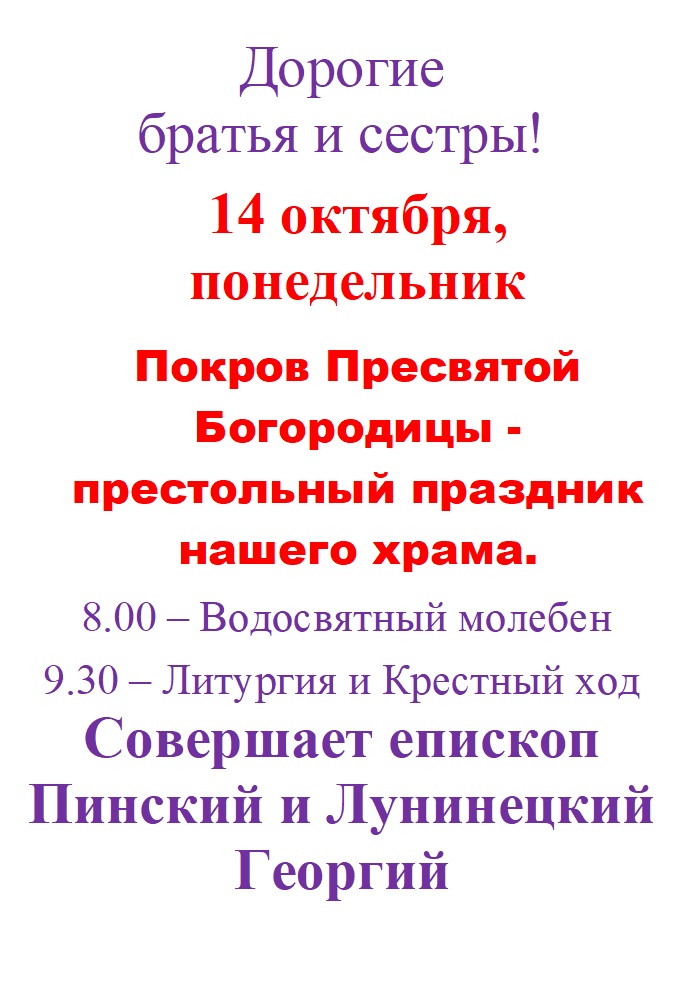 Дорогие
братья и сестры!
14 октября,
понедельник
Покров Пресвятой
Богородицы -
престольный праздник
нашего храма.
8.00 – Водосвятный молебен
9.30 – Литургия и Крестный ход
Совершает епископ
Пинский и Лунинецкий
Георгий